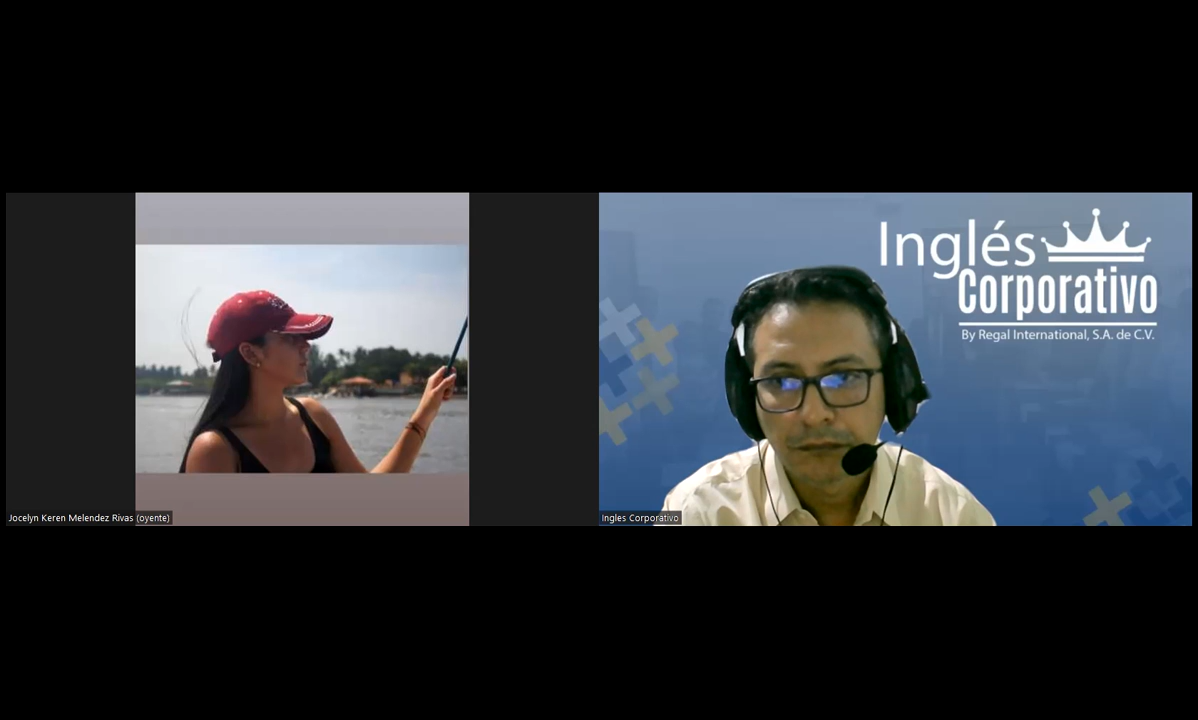 Inglés
Corporativo
By Regal International, S.A. de C.V.
Jocelyn Keren Melendez Rivas (oyente)
Ingles Corporativo